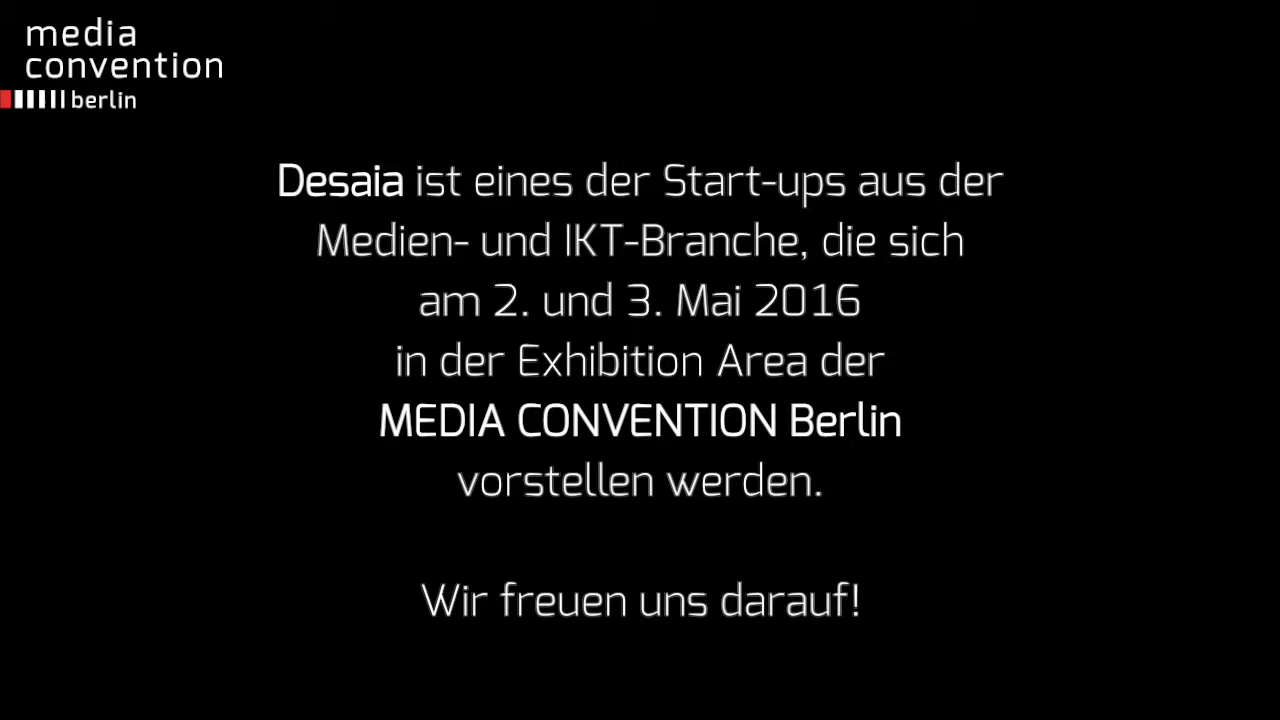 media
convention
berlin
Desaia ist eines der Start-ups aus der
Medien- und IKT-Branche, die sich
am 2. und 3. Mai 2016
in der Exhibition Area der
MEDIA CONVENTION Berlin
vorstellen werden.
Wir freuen uns darauf!